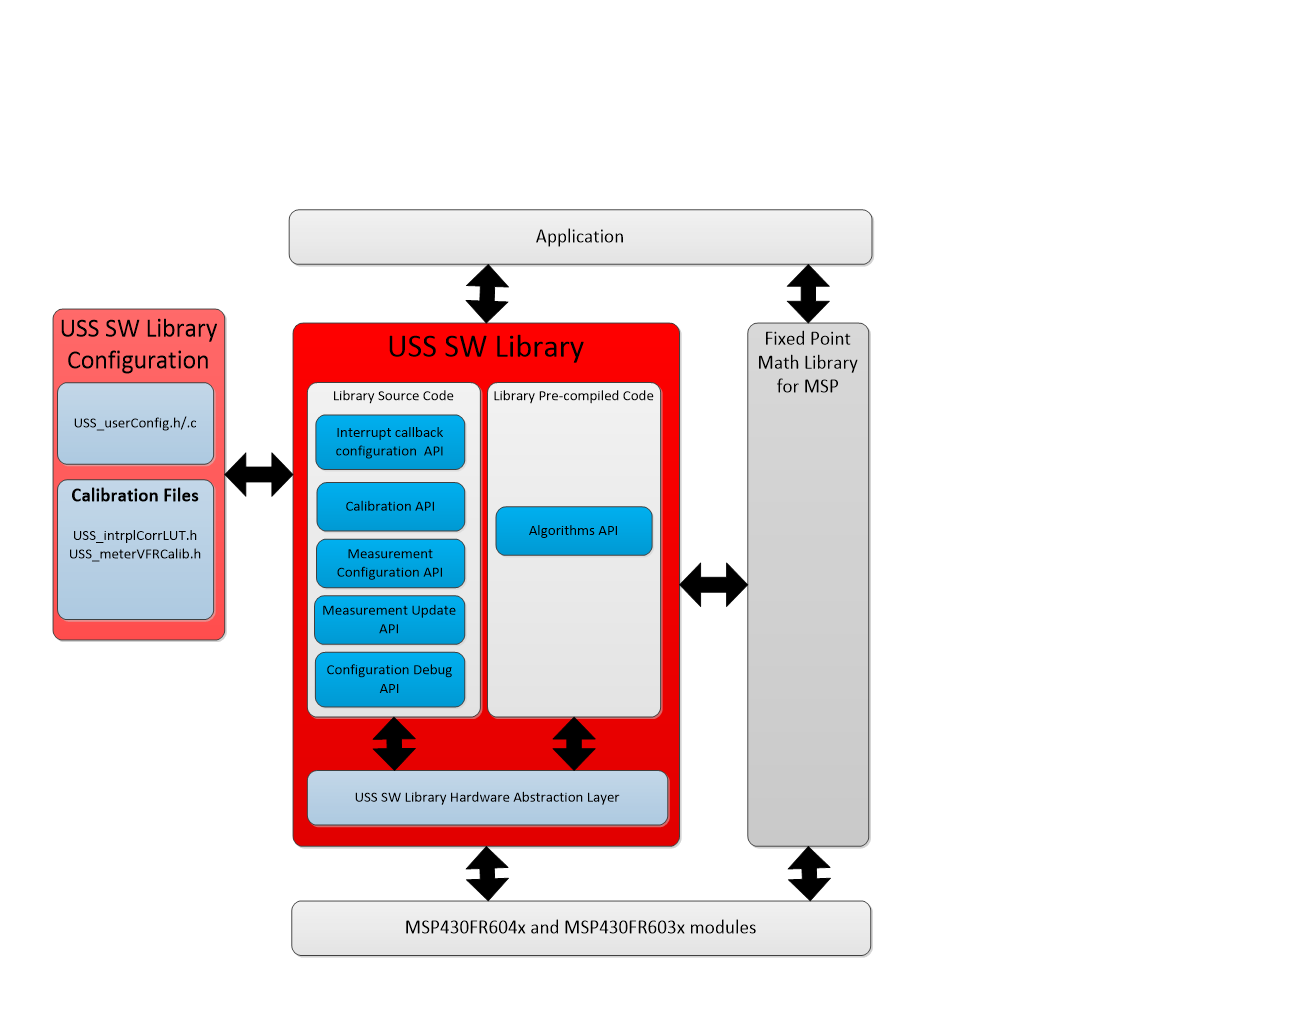 Application
USS SW Library
Configuration
USS_userConfig.h/.c
Calibration Files
USS_intrplCorrLUT.h
USS_meterVFRCalib.h
USS SW Library
Library Source Code
Interrupt callback
configuration API
Calibration API
Measurement
Configuration API
Measurement Update
API
Configuration Debug
API
Library Pre-compiled Code
Algorithms API
USS SW Library Hardware Abstraction Layer
Fixed Point
Math Library
for MSP
MSP430FR604x and MSP430FR603x modules